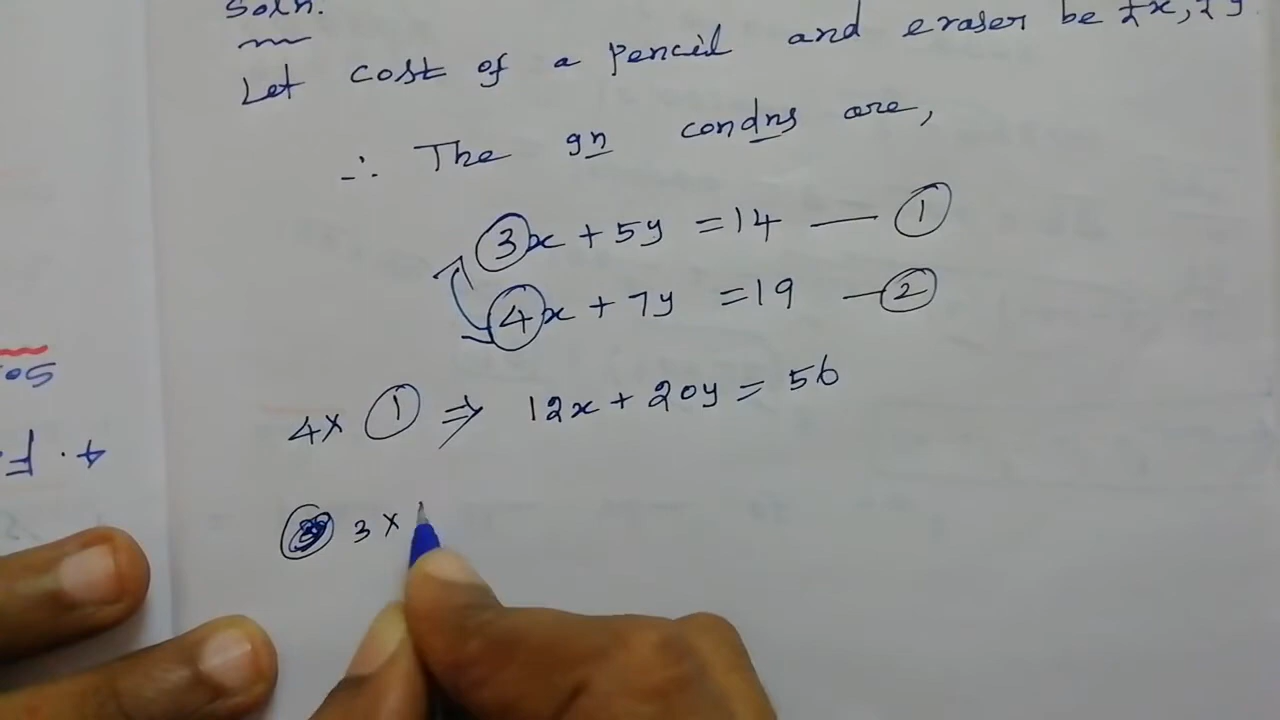 Soln.
Let cost of a pencil and eraser be ₹x, ₹y
∴ The gn condns are,
3x + 5y = 14 — ①
4x + 7y = 19 — ②
4× ① ⇒ 12x + 20y = 56
3 ×